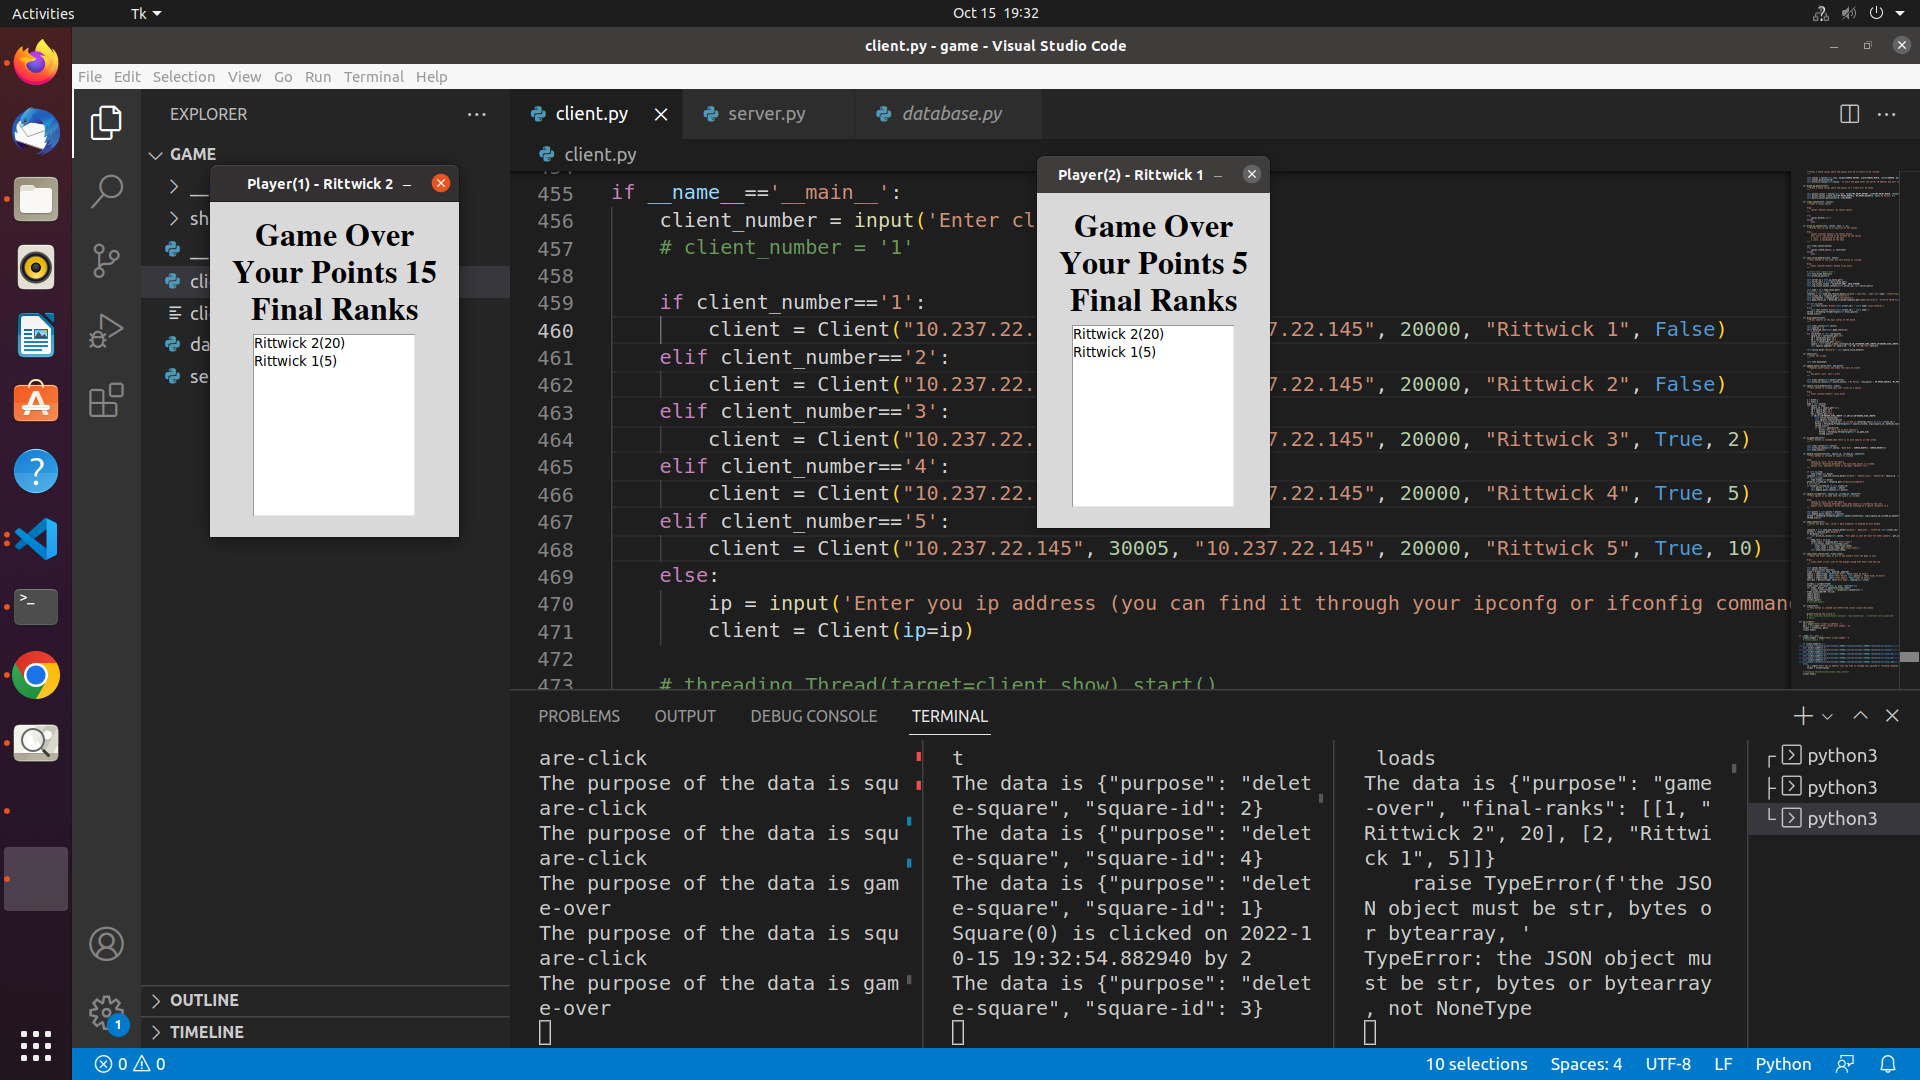 Activities
Tk
Oct 15 19:32
client.py - game - Visual Studio Code
File Edit Selection View Go Run Terminal Help
EXPLORER
GAME
sh
cli
cli
da
se
OUTLINE
TIMELINE
client.py
server.py
database.py
client.py
455 if __name__=='__main__':
456 client_number = input('Enter cl
457 # client_number = '1'
458
459 if client_number=='1':
460 client = Client("10.237.22. 7.22.145", 20000, "Rittwick 1", False)
461 elif client_number=='2':
462 client = Client("10.237.22. 7.22.145", 20000, "Rittwick 2", False)
463 elif client_number=='3':
464 client = Client("10.237.22. 7.22.145", 20000, "Rittwick 3", True, 2)
465 elif client_number=='4':
466 client = Client("10.237.22. 7.22.145", 20000, "Rittwick 4", True, 5)
467 elif client_number=='5':
468 client = Client("10.237.22.145", 30005, "10.237.22.145", 20000, "Rittwick 5", True, 10)
469 else:
470 ip = input('Enter you ip address (you can find it through your ipconfg or ifconfig comman
471 client = Client(ip=ip)
472
473 # threading.Thread(target=client.show).start()
Player(1) - Rittwick 2
Game Over
Your Points 15
Final Ranks
Rittwick 2(20)
Rittwick 1(5)
Player(2) - Rittwick 1
Game Over
Your Points 5
Final Ranks
Rittwick 2(20)
Rittwick 1(5)
PROBLEMS OUTPUT DEBUG CONSOLE TERMINAL
are-click
The purpose of the data is squ
are-click
The purpose of the data is squ
are-click
The purpose of the data is gam
e-over
The purpose of the data is squ
are-click
The purpose of the data is gam
e-over
t
The data is {"purpose": "delet
e-square", "square-id": 2}
The data is {"purpose": "delet
e-square", "square-id": 4}
The data is {"purpose": "delet
e-square", "square-id": 1}
Square(0) is clicked on 2022-1
0-15 19:32:54.882940 by 2
The data is {"purpose": "delet
e-square", "square-id": 3}
loads
The data is {"purpose": "game
-over", "final-ranks": [[1, "
Rittwick 2", 20], [2, "Rittwi
ck 1", 5]]}
raise TypeError(f'the JSO
N object must be str, bytes o
r bytearray, '
TypeError: the JSON object mu
st be str, bytes or bytearray
, not NoneType
python3
python3
python3
1
0 0
10 selections Spaces: 4 UTF-8 LF Python